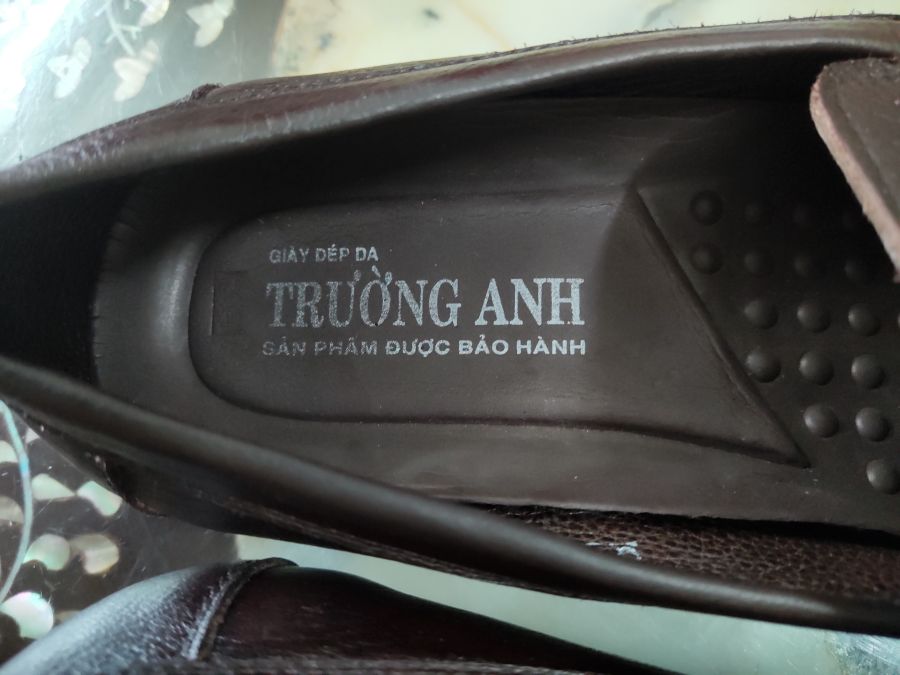 GIÀY DÉP DA
TRƯỜNG ANH
SẢN PHẨM ĐƯỢC BẢO HÀNH